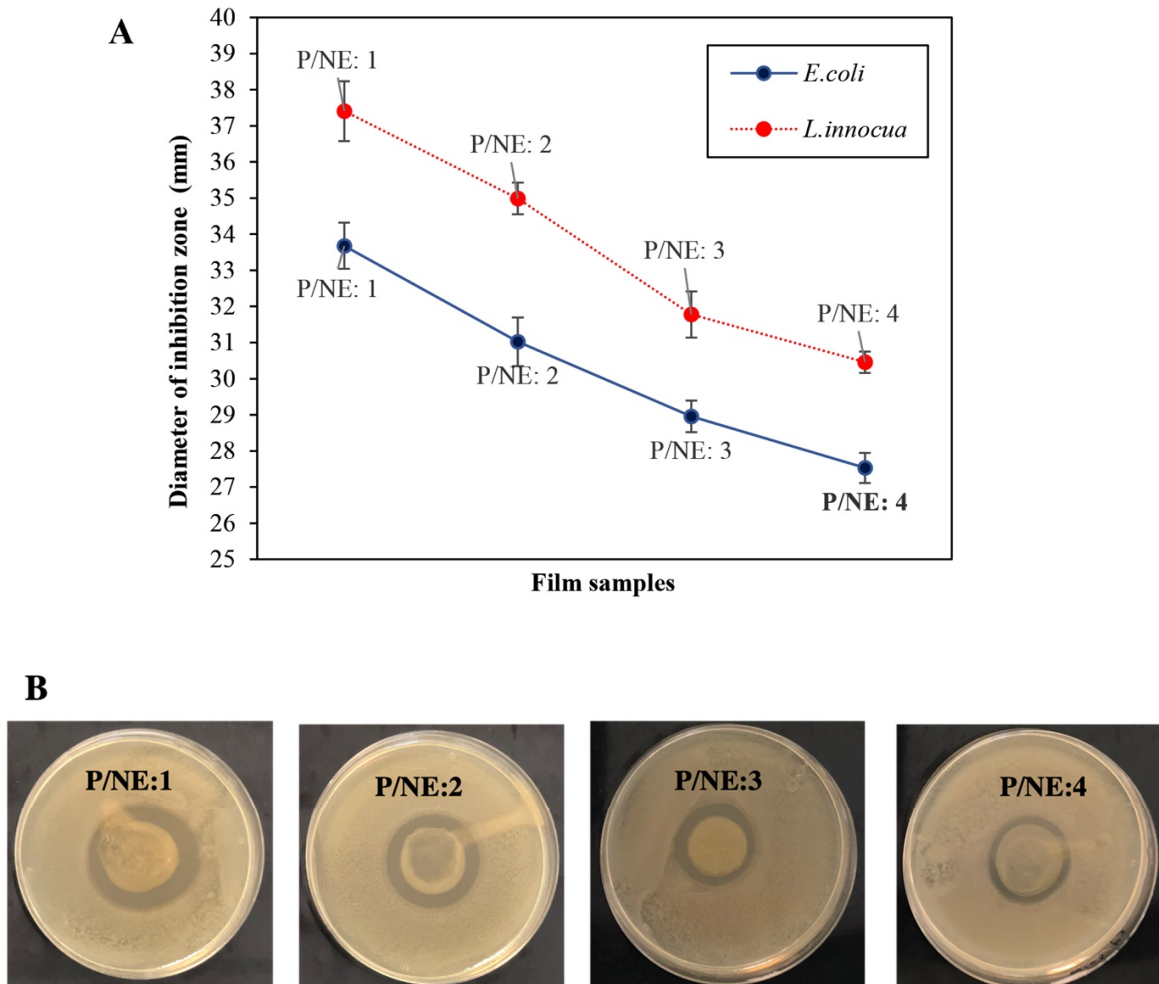 A
40
39
38
37
36
35
34
33
32
31
30
29
28
27
26
25
Diameter of inhibition zone (mm)
P/NE: 1
P/NE: 2
P/NE: 3
P/NE: 4
P/NE: 1
P/NE: 2
P/NE: 3
P/NE: 4
E.coli
L.innocua
Film samples
B
P/NE:1
P/NE:2
P/NE:3
P/NE:4